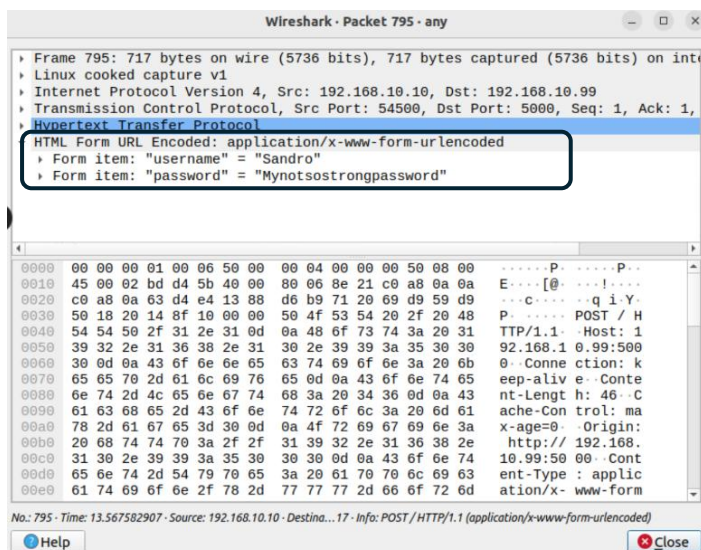 Wireshark · Packet 795 · any
Frame 795: 717 bytes on wire (5736 bits), 717 bytes captured (5736 bits) on inte
Linux cooked capture v1
Internet Protocol Version 4, Src: 192.168.10.10, Dst: 192.168.10.99
Transmission Control Protocol, Src Port: 54500, Dst Port: 5000, Seq: 1, Ack: 1,
Hypertext Transfer Protocol
HTML Form URL Encoded: application/x-www-form-urlencoded
Form item: "username" = "Sandro"
Form item: "password" = "Mynotsostrongpassword"
0000 00 00 00 01 00 06 50 00 00 04 00 00 00 50 08 00 ······P· ·····P··
0010 45 00 02 bd d4 5b 40 00 80 06 8e 21 c0 a8 0a 0a E····[@· ···!····
0020 c0 a8 0a 63 d4 e4 13 88 d6 b9 71 20 69 d9 59 d9 ···c···· ··q i·Y·
0030 50 18 20 14 8f 10 00 00 50 4f 53 54 20 2f 20 48 P· ····· POST / H
0040 54 54 50 2f 31 2e 31 0d 0a 48 6f 73 74 3a 20 31 TTP/1.1· ·Host: 1
0050 39 32 2e 31 36 38 2e 31 30 2e 39 39 3a 35 30 30 92.168.1 0.99:500
0060 30 0d 0a 43 6f 6e 6e 65 63 74 69 6f 6e 3a 20 6b 0··Conne ction: k
0070 65 65 70 2d 61 6c 69 76 65 0d 0a 43 6f 6e 74 65 eep-aliv e··Conte
0080 6e 74 2d 4c 65 6e 67 74 68 3a 20 34 36 0d 0a 43 nt-Lengt h: 46··C
0090 61 63 68 65 2d 43 6f 6e 74 72 6f 6c 3a 20 6d 61 ache-Con trol: ma
00a0 78 2d 61 67 65 3d 30 0d 0a 4f 72 69 67 69 6e 3a x-age=0· ·Origin:
00b0 20 68 74 74 70 3a 2f 2f 31 39 32 2e 31 36 38 2e http:// 192.168.
00c0 31 30 2e 39 39 3a 35 30 30 30 0d 0a 43 6f 6e 74 10.99:50 00··Cont
00d0 65 6e 74 2d 54 79 70 65 3a 20 61 70 70 6c 69 63 ent-Type : applic
00e0 61 74 69 6f 6e 2f 78 2d 77 77 77 2d 66 6f 72 6d ation/x- www-form
No.: 795 · Time: 13.567582907 · Source: 192.168.10.10 · Destina…17 · Info: POST / HTTP/1.1 (application/x-www-form-urlencoded)
Help
Close